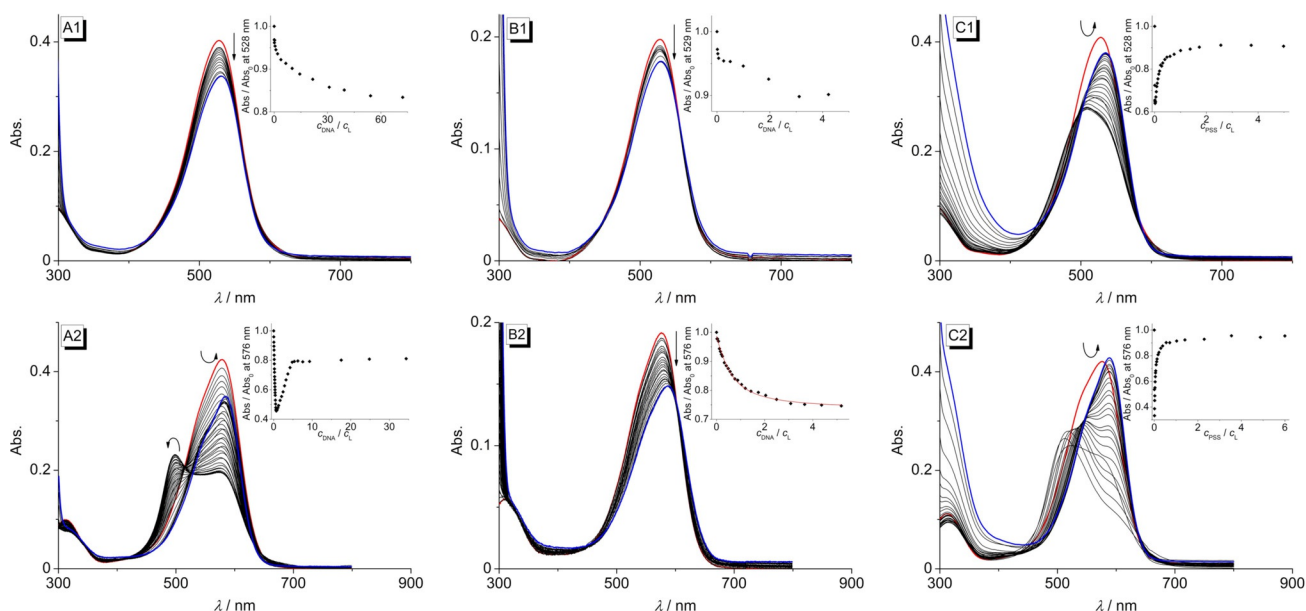 A1
Abs.
0.4
0.2
0
300
500
700
λ / nm
Abs / Abs0 at 528 nm
1.0
0.9
0.8
0
30
60
cDNA / cL
B1
Abs.
0.2
0.1
0
300
500
700
λ / nm
Abs / Abs0 at 529 nm
1.0
0.9
0
2
4
cDNA / cL
C1
Abs.
0.4
0.2
0
300
500
700
λ / nm
Abs / Abs0 at 528 nm
1.0
0.9
0.8
0.7
0.6
0
2
4
cPSS / cL
A2
Abs.
0.4
0.2
0
300
500
700
900
λ / nm
Abs / Abs0 at 576 nm
1.0
0.8
0.6
0.4
0
10
20
30
cDNA / cL
B2
Abs.
0.2
0.1
0
300
500
700
900
λ / nm
Abs / Abs0 at 576 nm
1.0
0.9
0.8
0.7
0
2
4
cDNA / cL
C2
Abs.
0.4
0.2
0
300
500
700
900
λ / nm
Abs / Abs0 at 576 nm
1.0
0.8
0.6
0.4
0
2
4
6
cPSS / cL